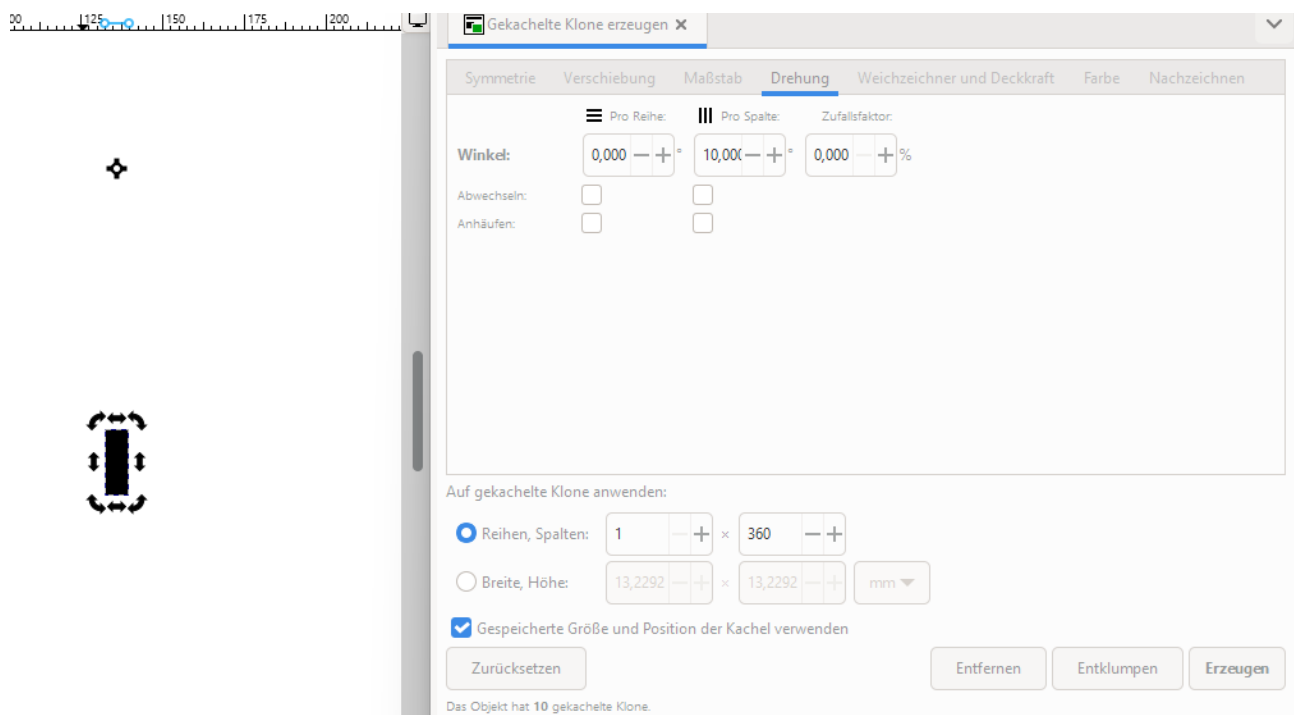 00 125 150 175 200
Gekachelte Klone erzeugen
Symmetrie Verschiebung Maßstab Drehung Weichzeichner und Deckkraft Farbe Nachzeichnen
Pro Reihe: Pro Spalte: Zufallsfaktor:
Winkel: 0,000 — + ° 10,00( — + ° 0,000 — + %
Abwechseln:
Anhäufen:
Auf gekachelte Klone anwenden:
Reihen, Spalten: 1 — + × 360 — +
Breite, Höhe: 13,2292 — + × 13,2292 — + mm
Gespeicherte Größe und Position der Kachel verwenden
Zurücksetzen Entfernen Entklumpen Erzeugen
Das Objekt hat 10 gekachelte Klone.